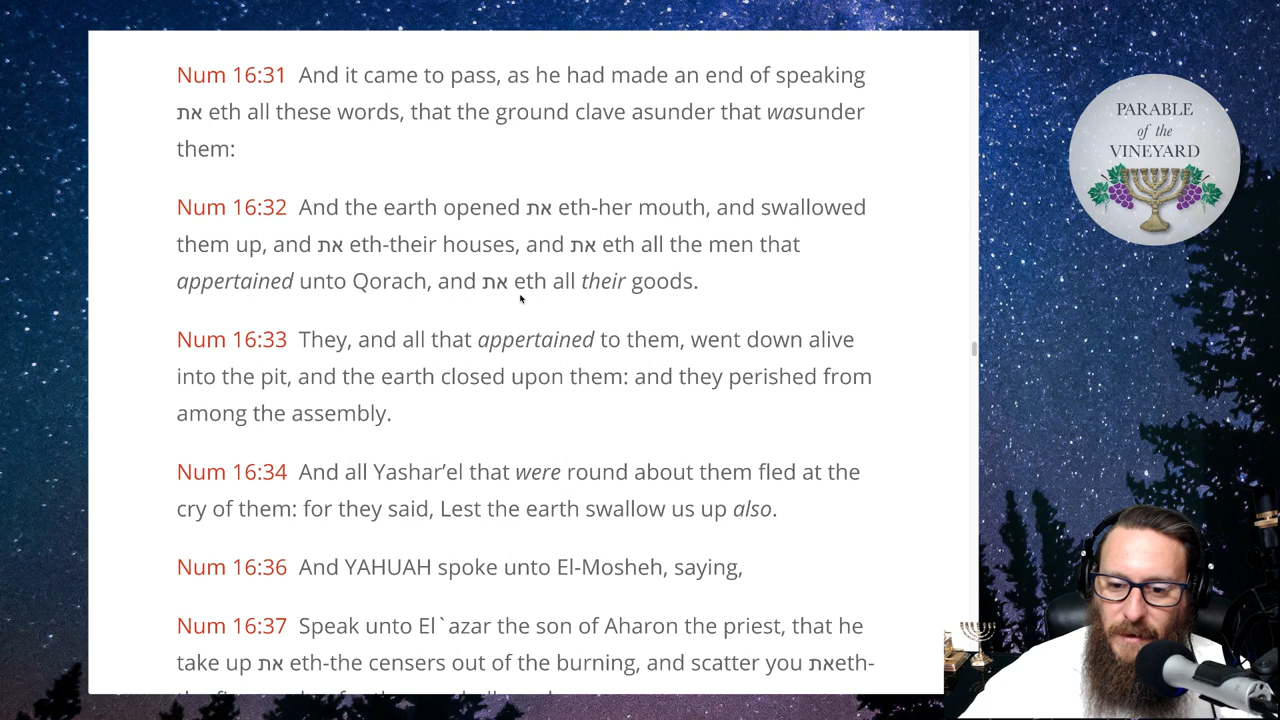 Num 16:31 And it came to pass, as he had made an end of speaking
את eth all these words, that the ground clave asunder that wasunder
them:
Num 16:32 And the earth opened את eth-her mouth, and swallowed
them up, and את eth-their houses, and את eth all the men that
appertained unto Qorach, and את eth all their goods.
Num 16:33 They, and all that appertained to them, went down alive
into the pit, and the earth closed upon them: and they perished from
among the assembly.
Num 16:34 And all Yashar’el that were round about them fled at the
cry of them: for they said, Lest the earth swallow us up also.
Num 16:36 And YAHUAH spoke unto El-Mosheh, saying,
Num 16:37 Speak unto El`azar the son of Aharon the priest, that he
take up את eth-the censers out of the burning, and scatter you אתeth-
PARABLE
of the
VINEYARD